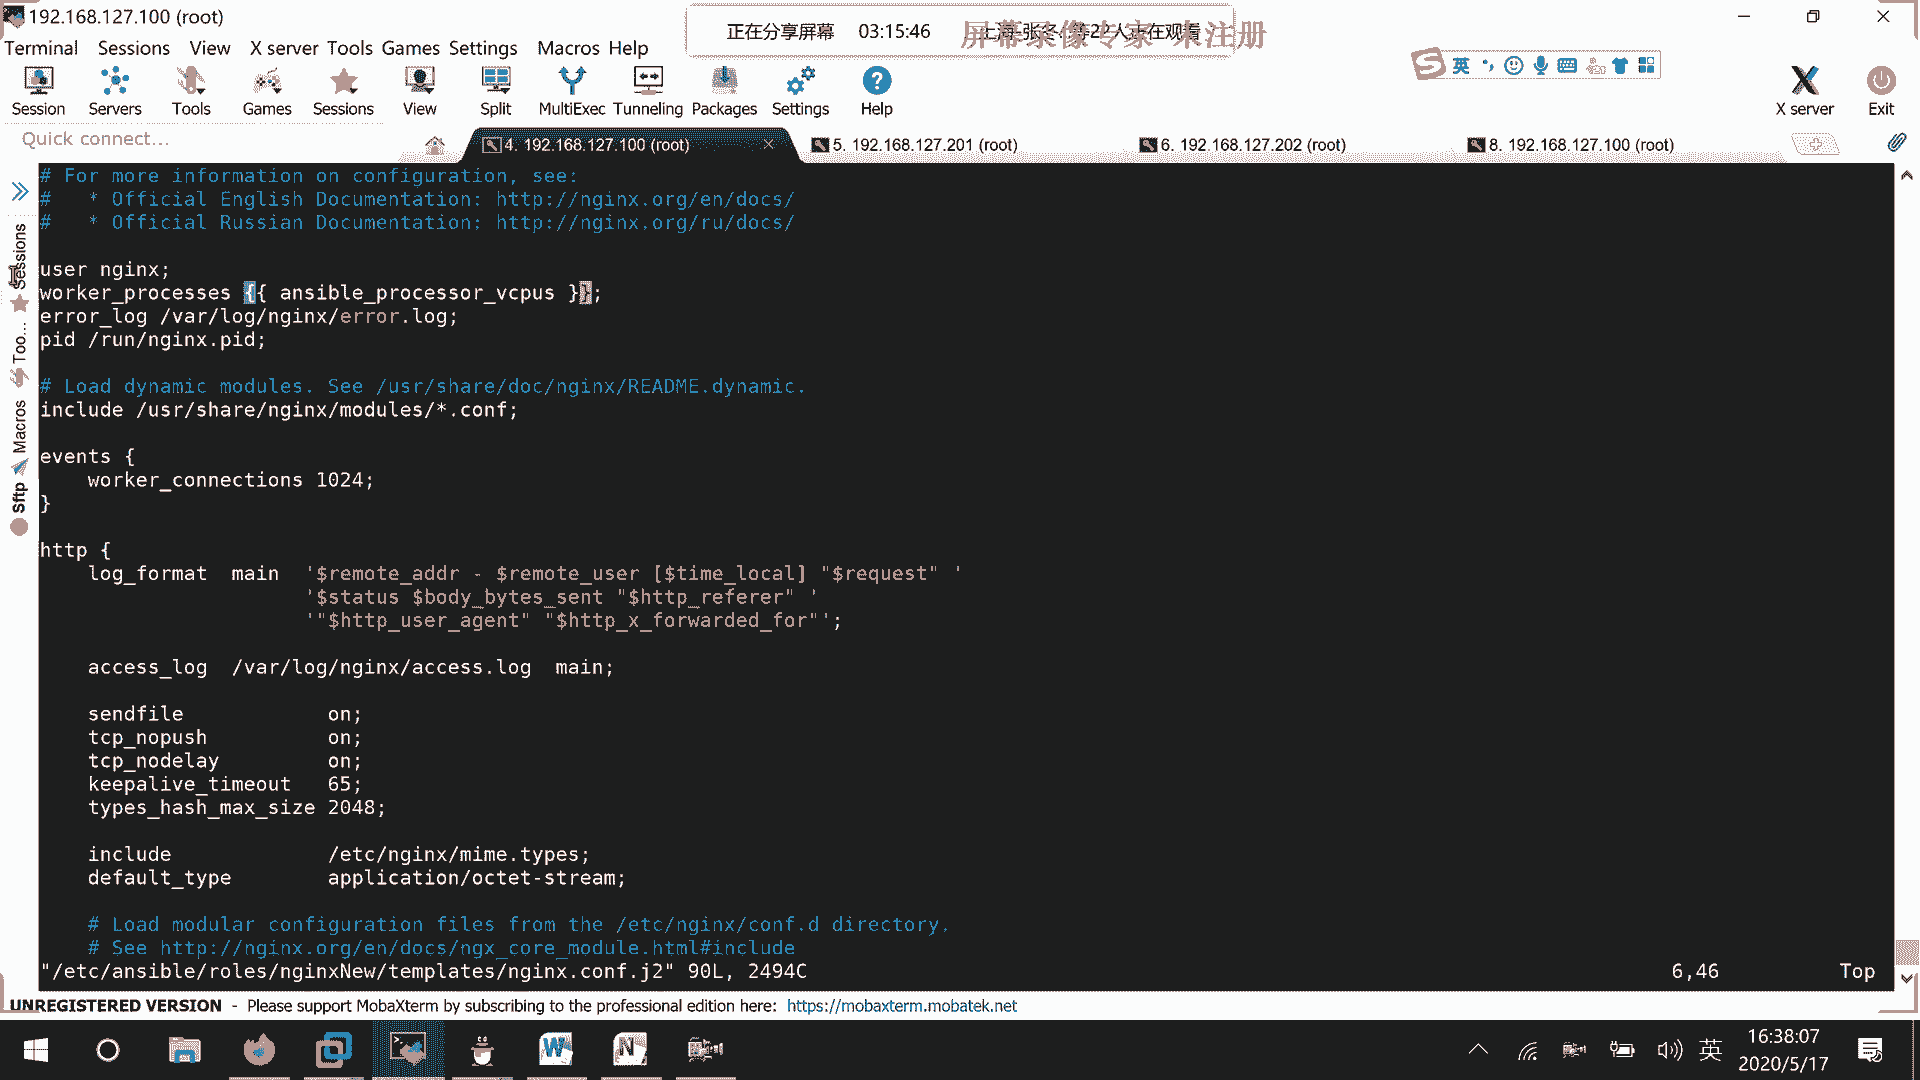 192.168.127.100 (root)
正在分享屏幕 03:15:46
屏幕录像专家 未注册
Terminal Sessions View X server Tools Games Settings Macros Help
英
Session Servers Tools Games Sessions View Split MultiExec Tunneling Packages Settings Help X server Exit
Quick connect...
4. 192.168.127.100 (root)
5. 192.168.127.201 (root)
6. 192.168.127.202 (root)
8. 192.168.127.100 (root)
Sessions
Too...
Macros
Sftp
# For more information on configuration, see:
#   * Official English Documentation: http://nginx.org/en/docs/
#   * Official Russian Documentation: http://nginx.org/ru/docs/
user nginx;
worker_processes {{ ansible_processor_vcpus }};
error_log /var/log/nginx/error.log;
pid /run/nginx.pid;
# Load dynamic modules. See /usr/share/doc/nginx/README.dynamic.
include /usr/share/nginx/modules/*.conf;
events {
    worker_connections 1024;
}
http {
    log_format  main  '$remote_addr - $remote_user [$time_local] "$request" '
                      '$status $body_bytes_sent "$http_referer" '
                      '"$http_user_agent" "$http_x_forwarded_for"';
    access_log  /var/log/nginx/access.log  main;
    sendfile            on;
    tcp_nopush          on;
    tcp_nodelay         on;
    keepalive_timeout   65;
    types_hash_max_size 2048;
    include             /etc/nginx/mime.types;
    default_type        application/octet-stream;
    # Load modular configuration files from the /etc/nginx/conf.d directory.
    # See http://nginx.org/en/docs/ngx_core_module.html#include
"/etc/ansible/roles/nginxNew/templates/nginx.conf.j2" 90L, 2494C 6,46 Top
UNREGISTERED VERSION - Please support MobaXterm by subscribing to the professional edition here: https://mobaxterm.mobatek.net
英
16:38:07
2020/5/17